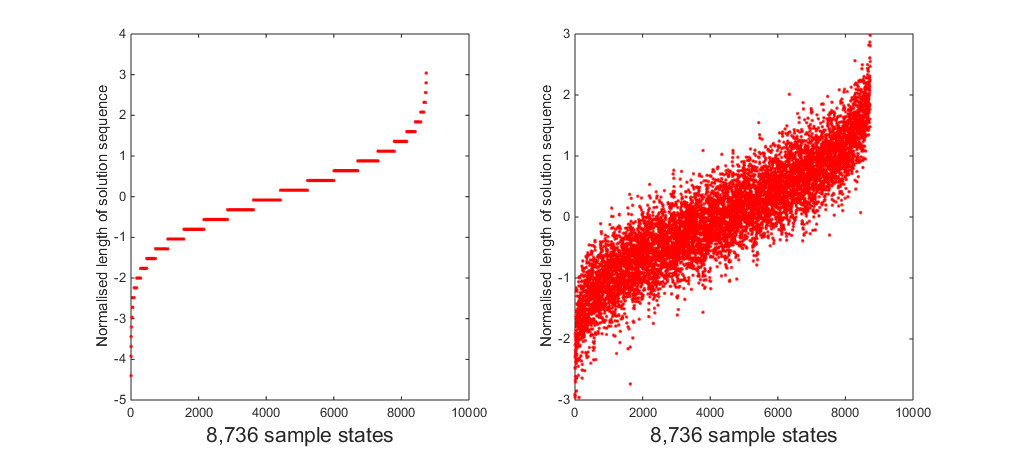 Normalised length of solution sequence
4
3
2
1
0
-1
-2
-3
-4
-5
0 2000 4000 6000 8000 10000
8,736 sample states
Normalised length of solution sequence
3
2
1
0
-1
-2
-3
0 2000 4000 6000 8000 10000
8,736 sample states